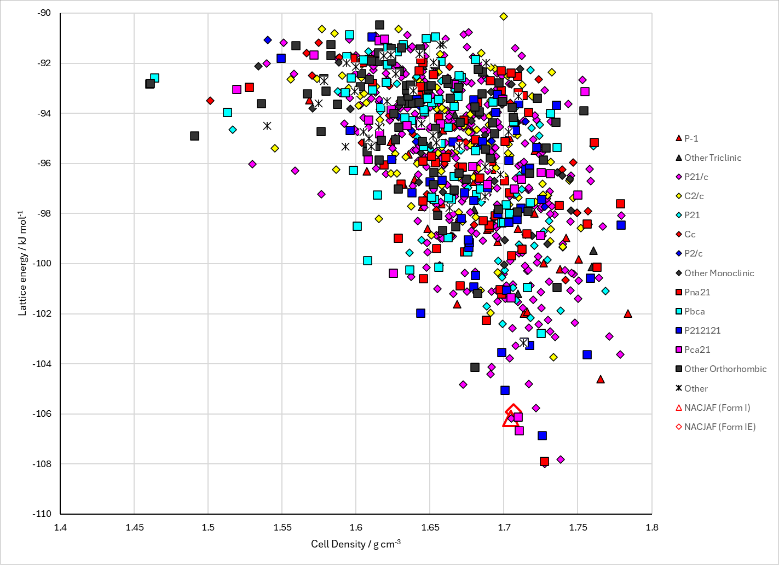 -90
-92
-94
-96
-98
-100
-102
-104
-106
-108
-110
Lattice energy / kJ mol⁻¹
1.4 1.45 1.5 1.55 1.6 1.65 1.7 1.75 1.8
Cell Density / g cm⁻³
P-1
Other Triclinic
P21/c
C2/c
P21
Cc
P2/c
Other Monoclinic
Pna21
Pbca
P212121
Pca21
Other Orthorhombic
Other
NACJAF (Form I)
NACJAF (Form IE)